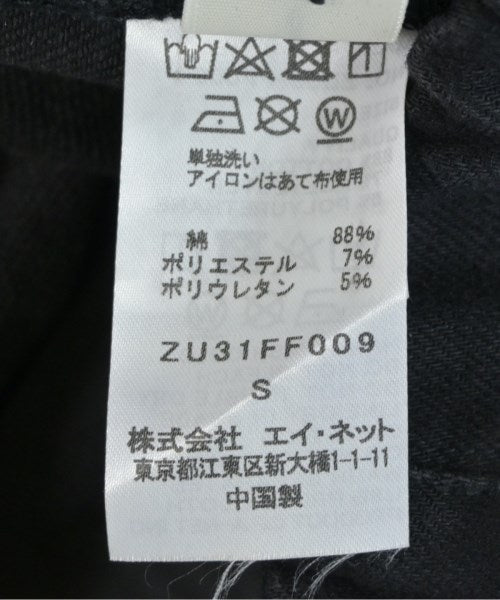 W
単独洗い
アイロンはあて布使用
綿 88%
ポリエステル 7%
ポリウレタン 5%
ZU31FF009
S
株式会社 エイ・ネット
東京都江東区新大橋1-1-11
中国製